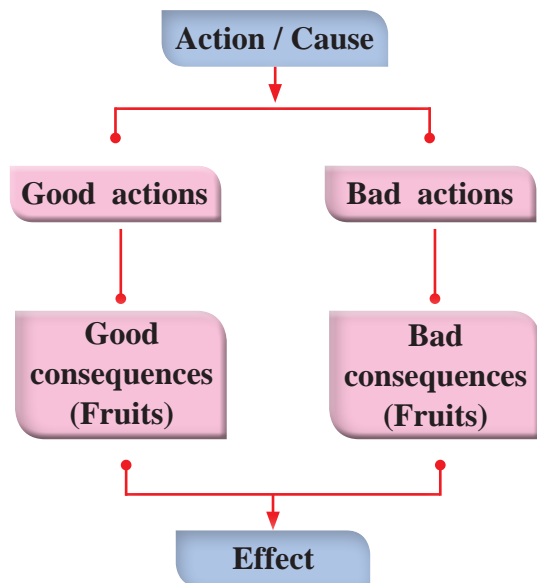 Action / Cause
Good actions
Bad actions
Good
consequences
(Fruits)
Bad
consequences
(Fruits)
Effect